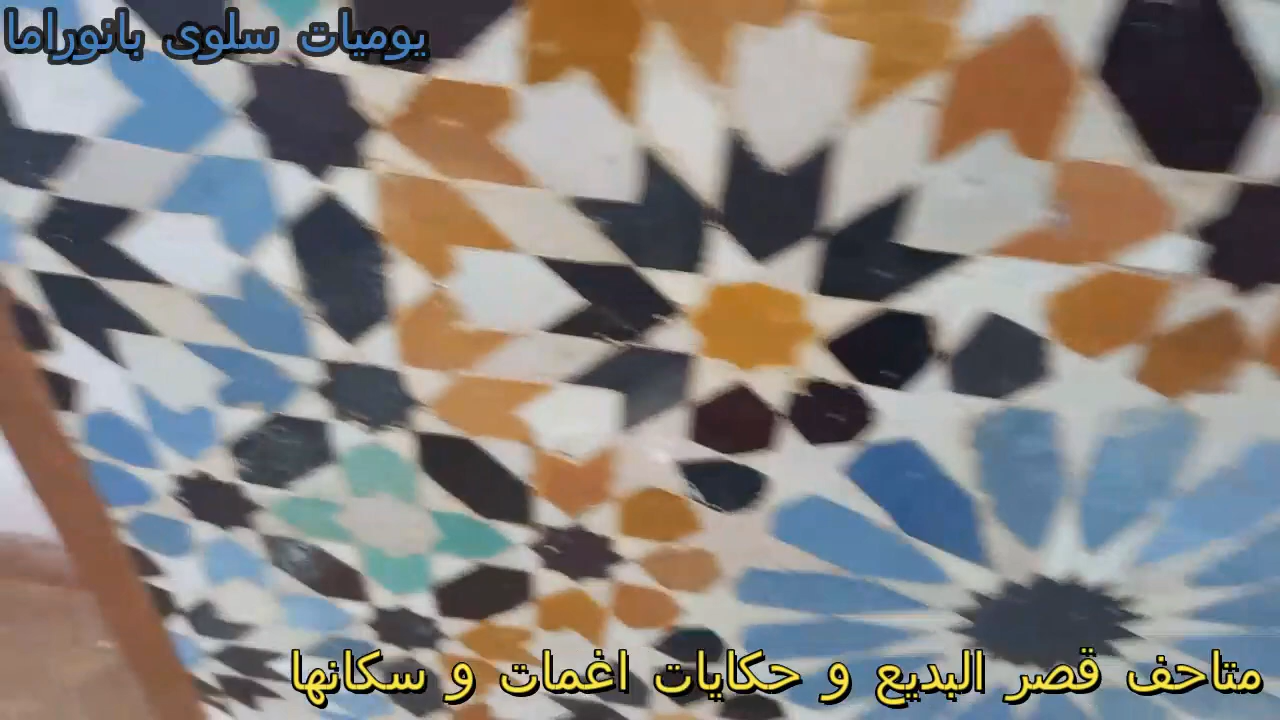 يوميات سلوى بانوراما
متاحف قصر البديع و حكايات اغمات و سكانها